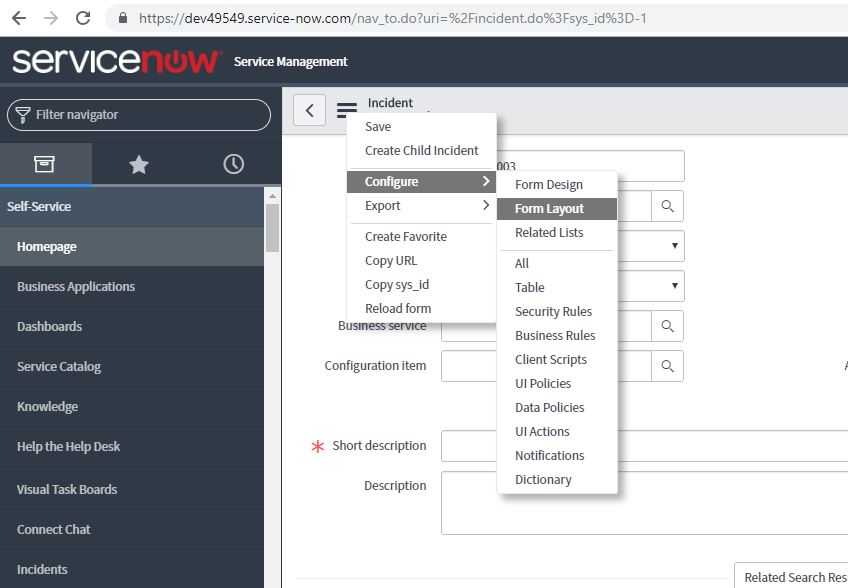 https://dev49549.service-now.com/nav_to.do?uri=%2Fincident.do%3Fsys_id%3D-1
servicenow Service Management
Filter navigator
Self-Service
Homepage
Business Applications
Dashboards
Service Catalog
Knowledge
Help the Help Desk
Visual Task Boards
Connect Chat
Incidents
Incident
Save
Create Child Incident
Configure
Export
Create Favorite
Copy URL
Copy sys_id
Reload form
003
Form Design
Form Layout
Related Lists
All
Table
Security Rules
Business Rules
Client Scripts
UI Policies
Data Policies
UI Actions
Notifications
Dictionary
Business service
Configuration item
A
Short description
Description
Related Search Res